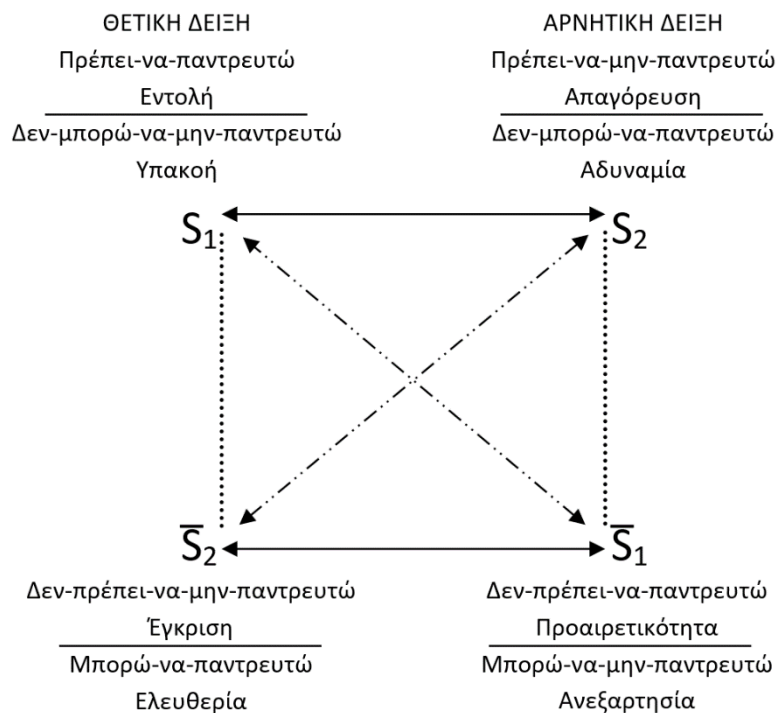 ΘΕΤΙΚΗ ΔΕΙΞΗ
Πρέπει-να-παντρευτώ
Εντολή
Δεν-μπορώ-να-μην-παντρευτώ
Υπακοή
ΑΡΝΗΤΙΚΗ ΔΕΙΞΗ
Πρέπει-να-μην-παντρευτώ
Απαγόρευση
Δεν-μπορώ-να-παντρευτώ
Αδυναμία
S₁
S₂
S̅₂
S̅₁
Δεν-πρέπει-να-μην-παντρευτώ
Έγκριση
Μπορώ-να-παντρευτώ
Ελευθερία
Δεν-πρέπει-να-παντρευτώ
Προαιρετικότητα
Μπορώ-να-μην-παντρευτώ
Ανεξαρτησία